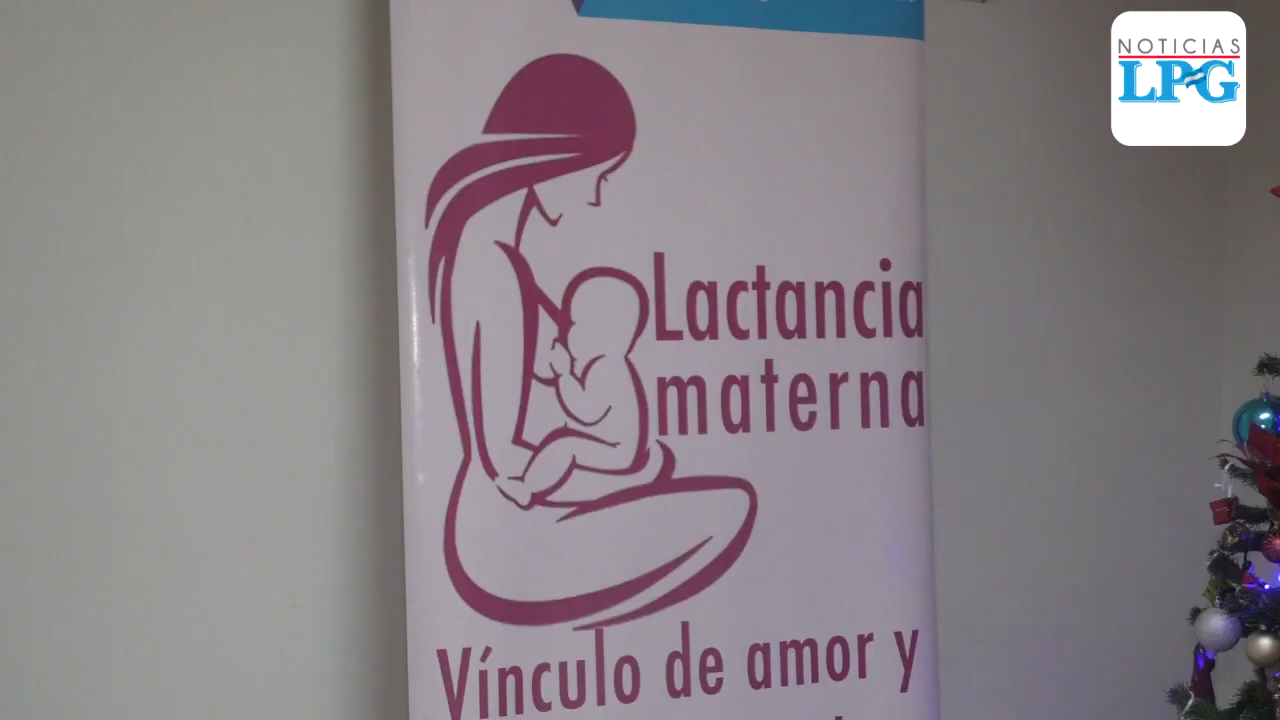 NOTICIAS
LPG
Lactancia
materna
Vínculo de amor y